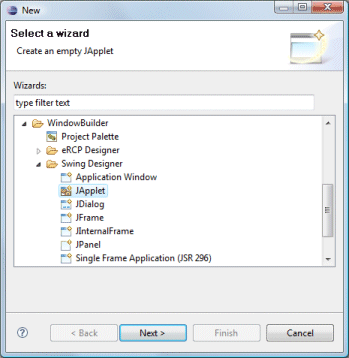 New
Select a wizard
Create an empty JApplet
Wizards:
type filter text
WindowBuilder
Project Palette
eRCP Designer
Swing Designer
Application Window
JApplet
JDialog
JFrame
JInternalFrame
JPanel
Single Frame Application (JSR 296)
? < Back Next > Finish Cancel